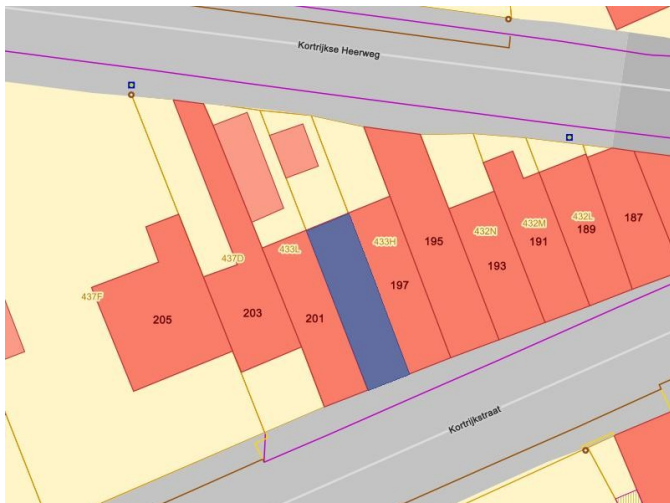 Kortrijkse Heerweg
437D
433L
433H
432N
432M
432L
437F
205
203
201
197
195
193
191
189
187
Kortrijkstraat